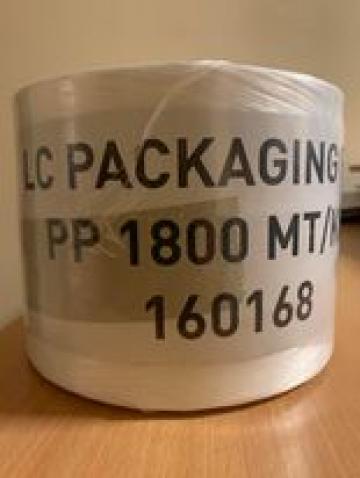 LC PACKAGING
PP 1800 MT/
160168